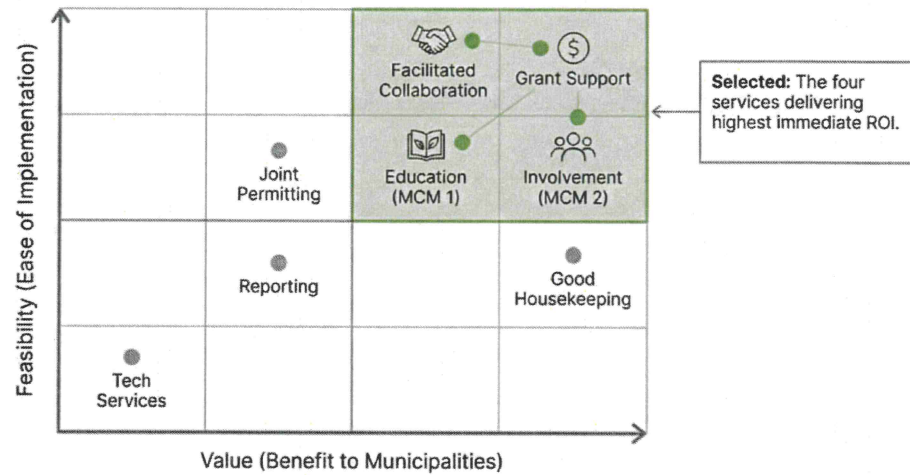 Feasibility (Ease of Implementation)
Facilitated
Collaboration
$
Grant Support
Selected: The four
services delivering
highest immediate ROI.
Joint
Permitting
Education
(MCM 1)
Involvement
(MCM 2)
Reporting
Good
Housekeeping
Tech
Services
Value (Benefit to Municipalities)